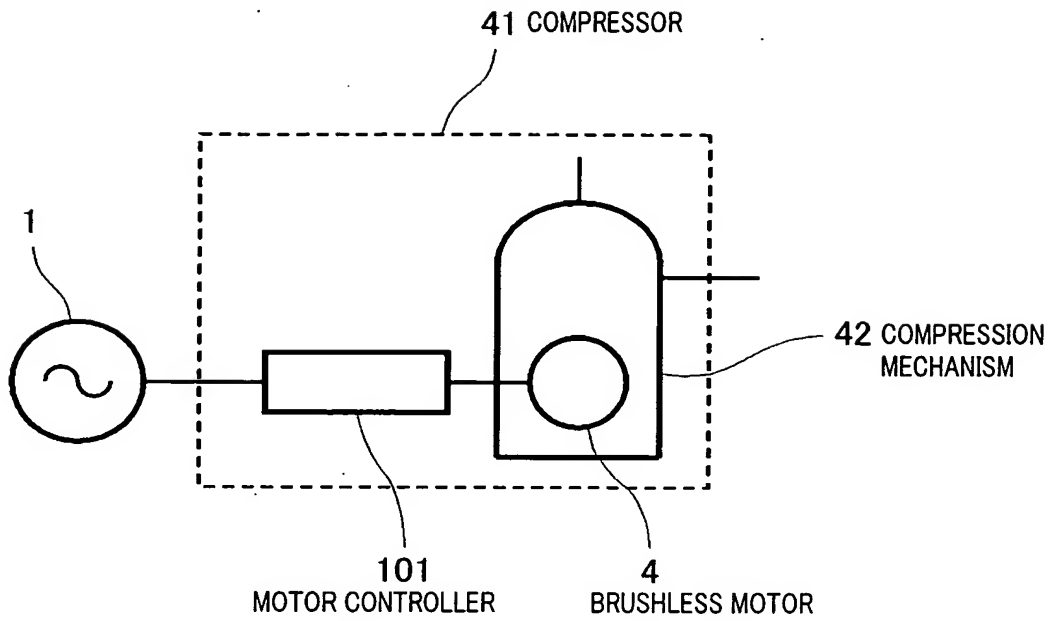 41 COMPRESSOR
1
42 COMPRESSION
MECHANISM
101
MOTOR CONTROLLER
4
BRUSHLESS MOTOR